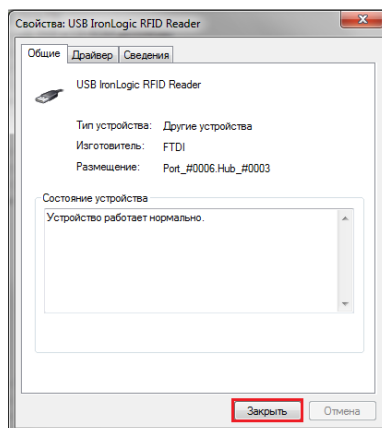 Свойства: USB IronLogic RFID Reader
Общие Драйвер Сведения
USB IronLogic RFID Reader
Тип устройства: Другие устройства
Изготовитель: FTDI
Размещение: Port_#0006.Hub_#0003
Состояние устройства
Устройство работает нормально.
Закрыть Отмена